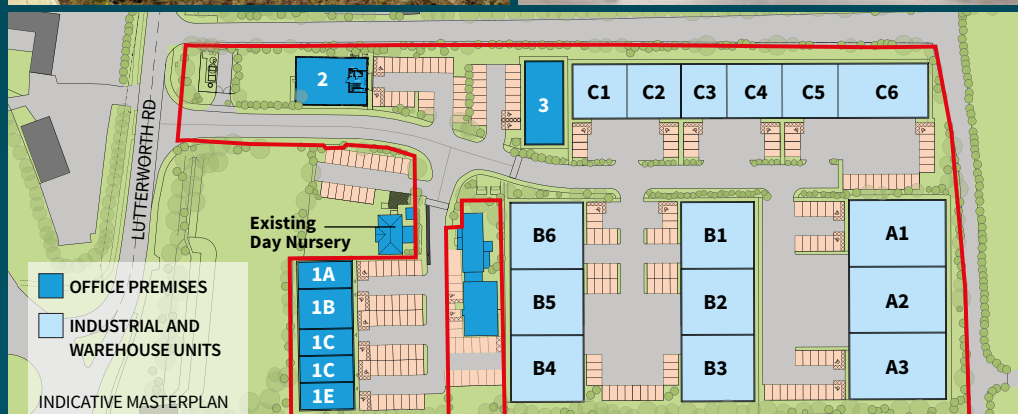 2
3
C1
C2
C3
C4
C5
C6
LUTTERWORTH RD
Existing
Day Nursery
B6
B1
A1
1A
1B
1C
1C
1E
B5
B2
A2
B4
B3
A3
OFFICE PREMISES
INDUSTRIAL AND
WAREHOUSE UNITS
INDICATIVE MASTERPLAN